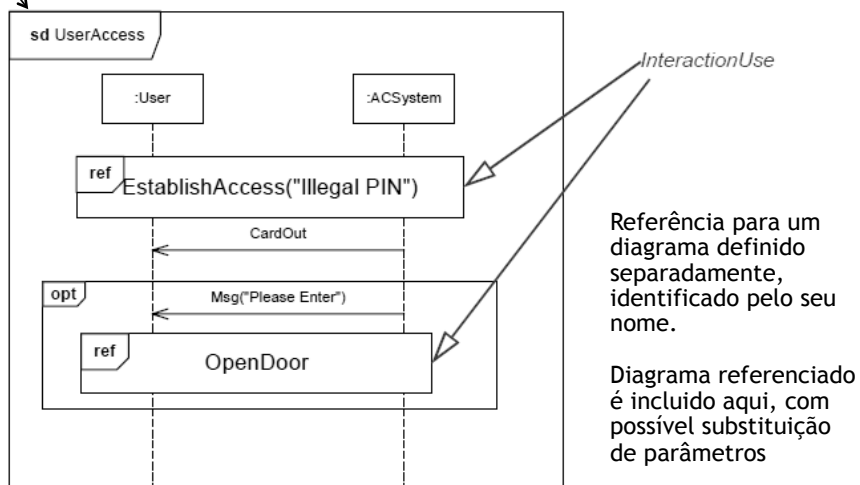 sd UserAccess
InteractionUse
:User
:ACSystem
ref
EstablishAccess("Illegal PIN")
CardOut
opt
Msg("Please Enter")
ref
OpenDoor
Referência para um
diagrama definido
separadamente,
identificado pelo seu
nome.
Diagrama referenciado
é incluido aqui, com
possível substituição
de parâmetros